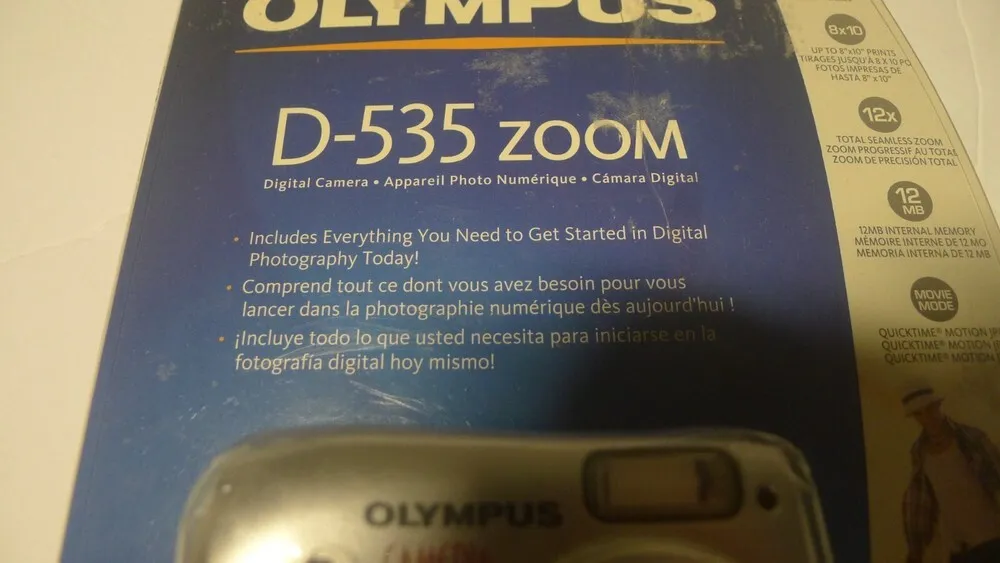 OLYMPUS
D-535 ZOOM
Digital Camera • Appareil Photo Numérique • Cámara Digital
• Includes Everything You Need to Get Started in Digital
Photography Today!
• Comprend tout ce dont vous avez besoin pour vous
lancer dans la photographie numérique dès aujourd'hui !
• ¡Incluye todo lo que usted necesita para iniciarse en la
fotografía digital hoy mismo!
8x10
UP TO 8"x10" PRINTS
TIRAGES JUSQU'À 8 X 10 PO
FOTOS IMPRESAS DE
HASTA 8" x10"
12x
TOTAL SEAMLESS ZOOM
ZOOM PROGRESSIF AU TOTAL
ZOOM DE PRECISIÓN TOTAL
12
MB
12MB INTERNAL MEMORY
MÉMOIRE INTERNE DE 12 MO
MEMORIA INTERNA DE 12 MB
MOVIE
MODE
QUICKTIME® MOTION
QUICKTIME® MOTION
QUICKTIME® MOTION
OLYMPUS
CAMEDIA